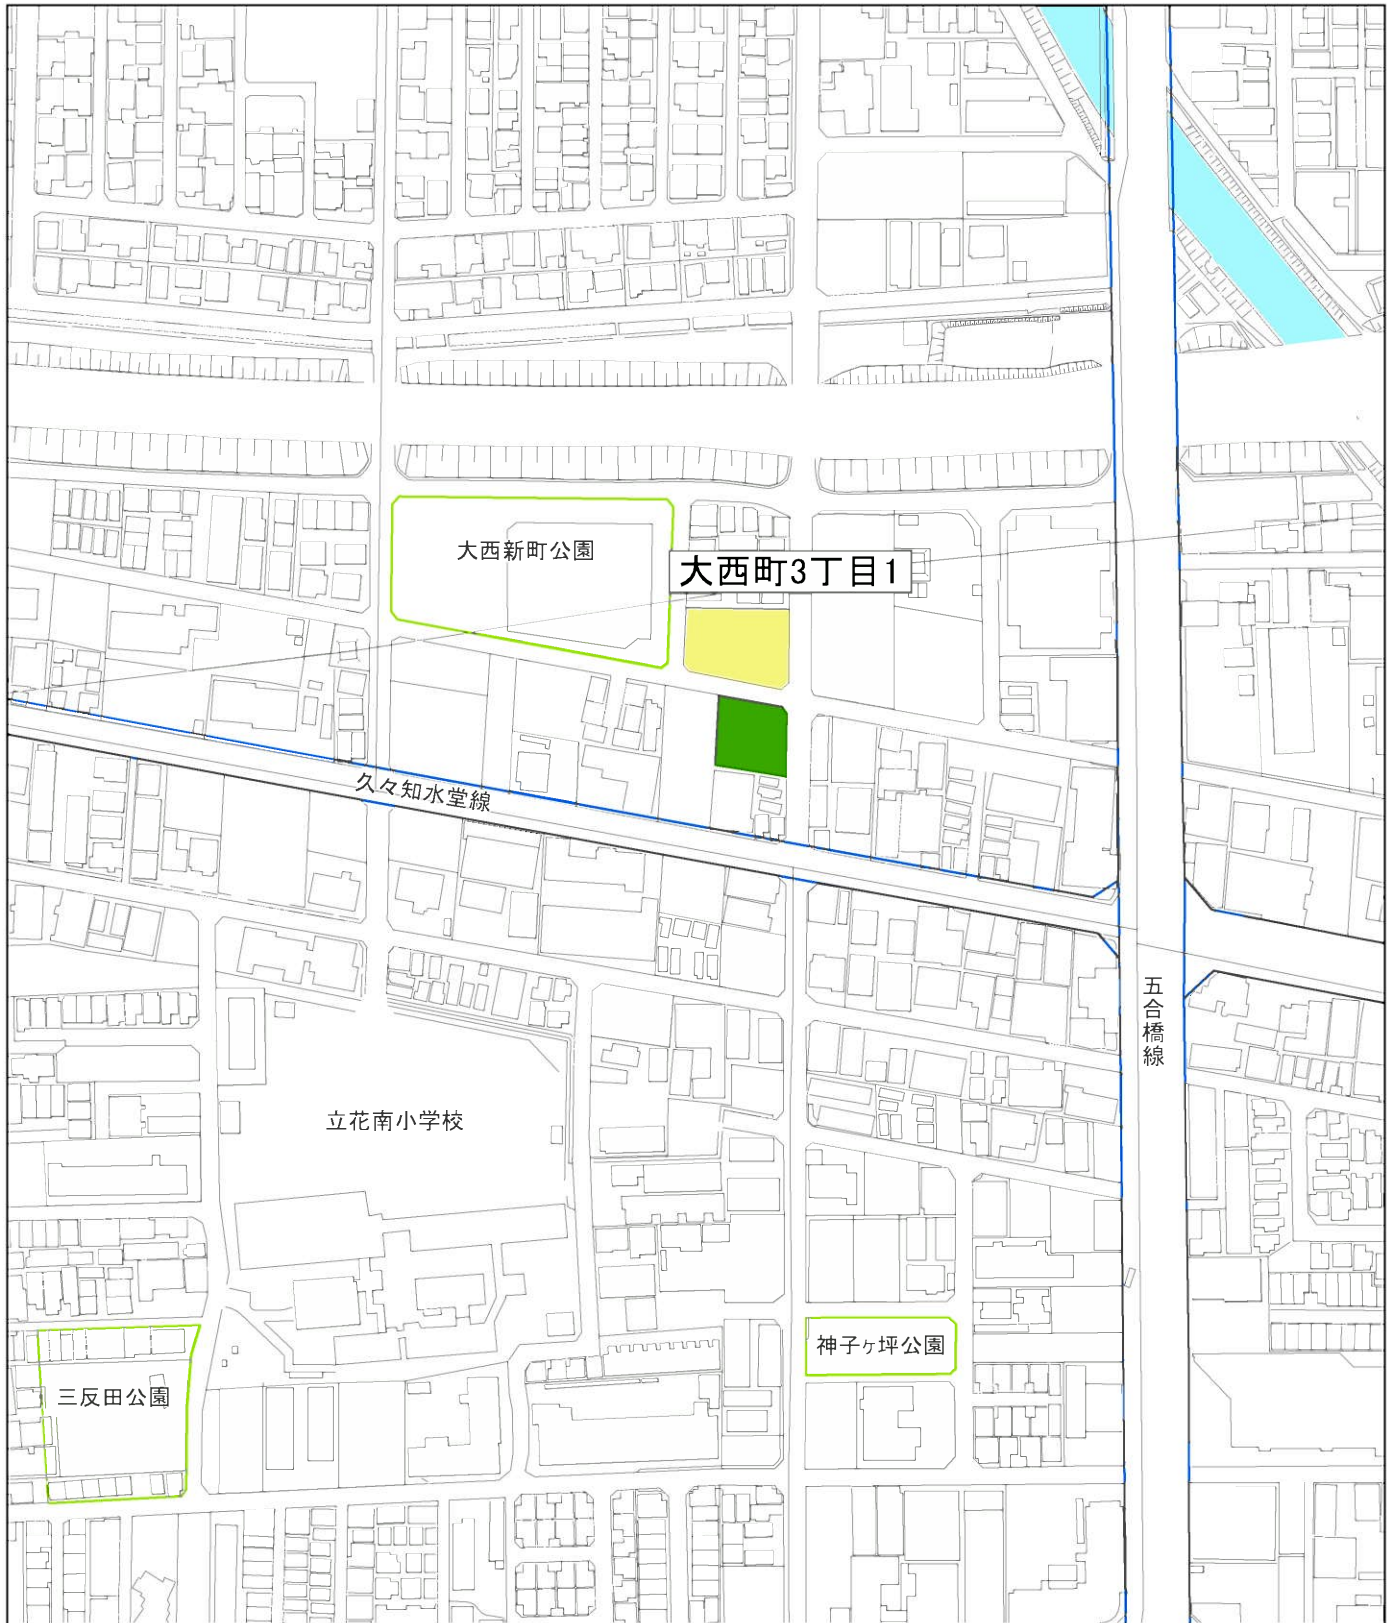 大西新町公園
大西町3丁目1
久々知水堂線
五合橋線
立花南小学校
神子ヶ坪公園
三反田公園